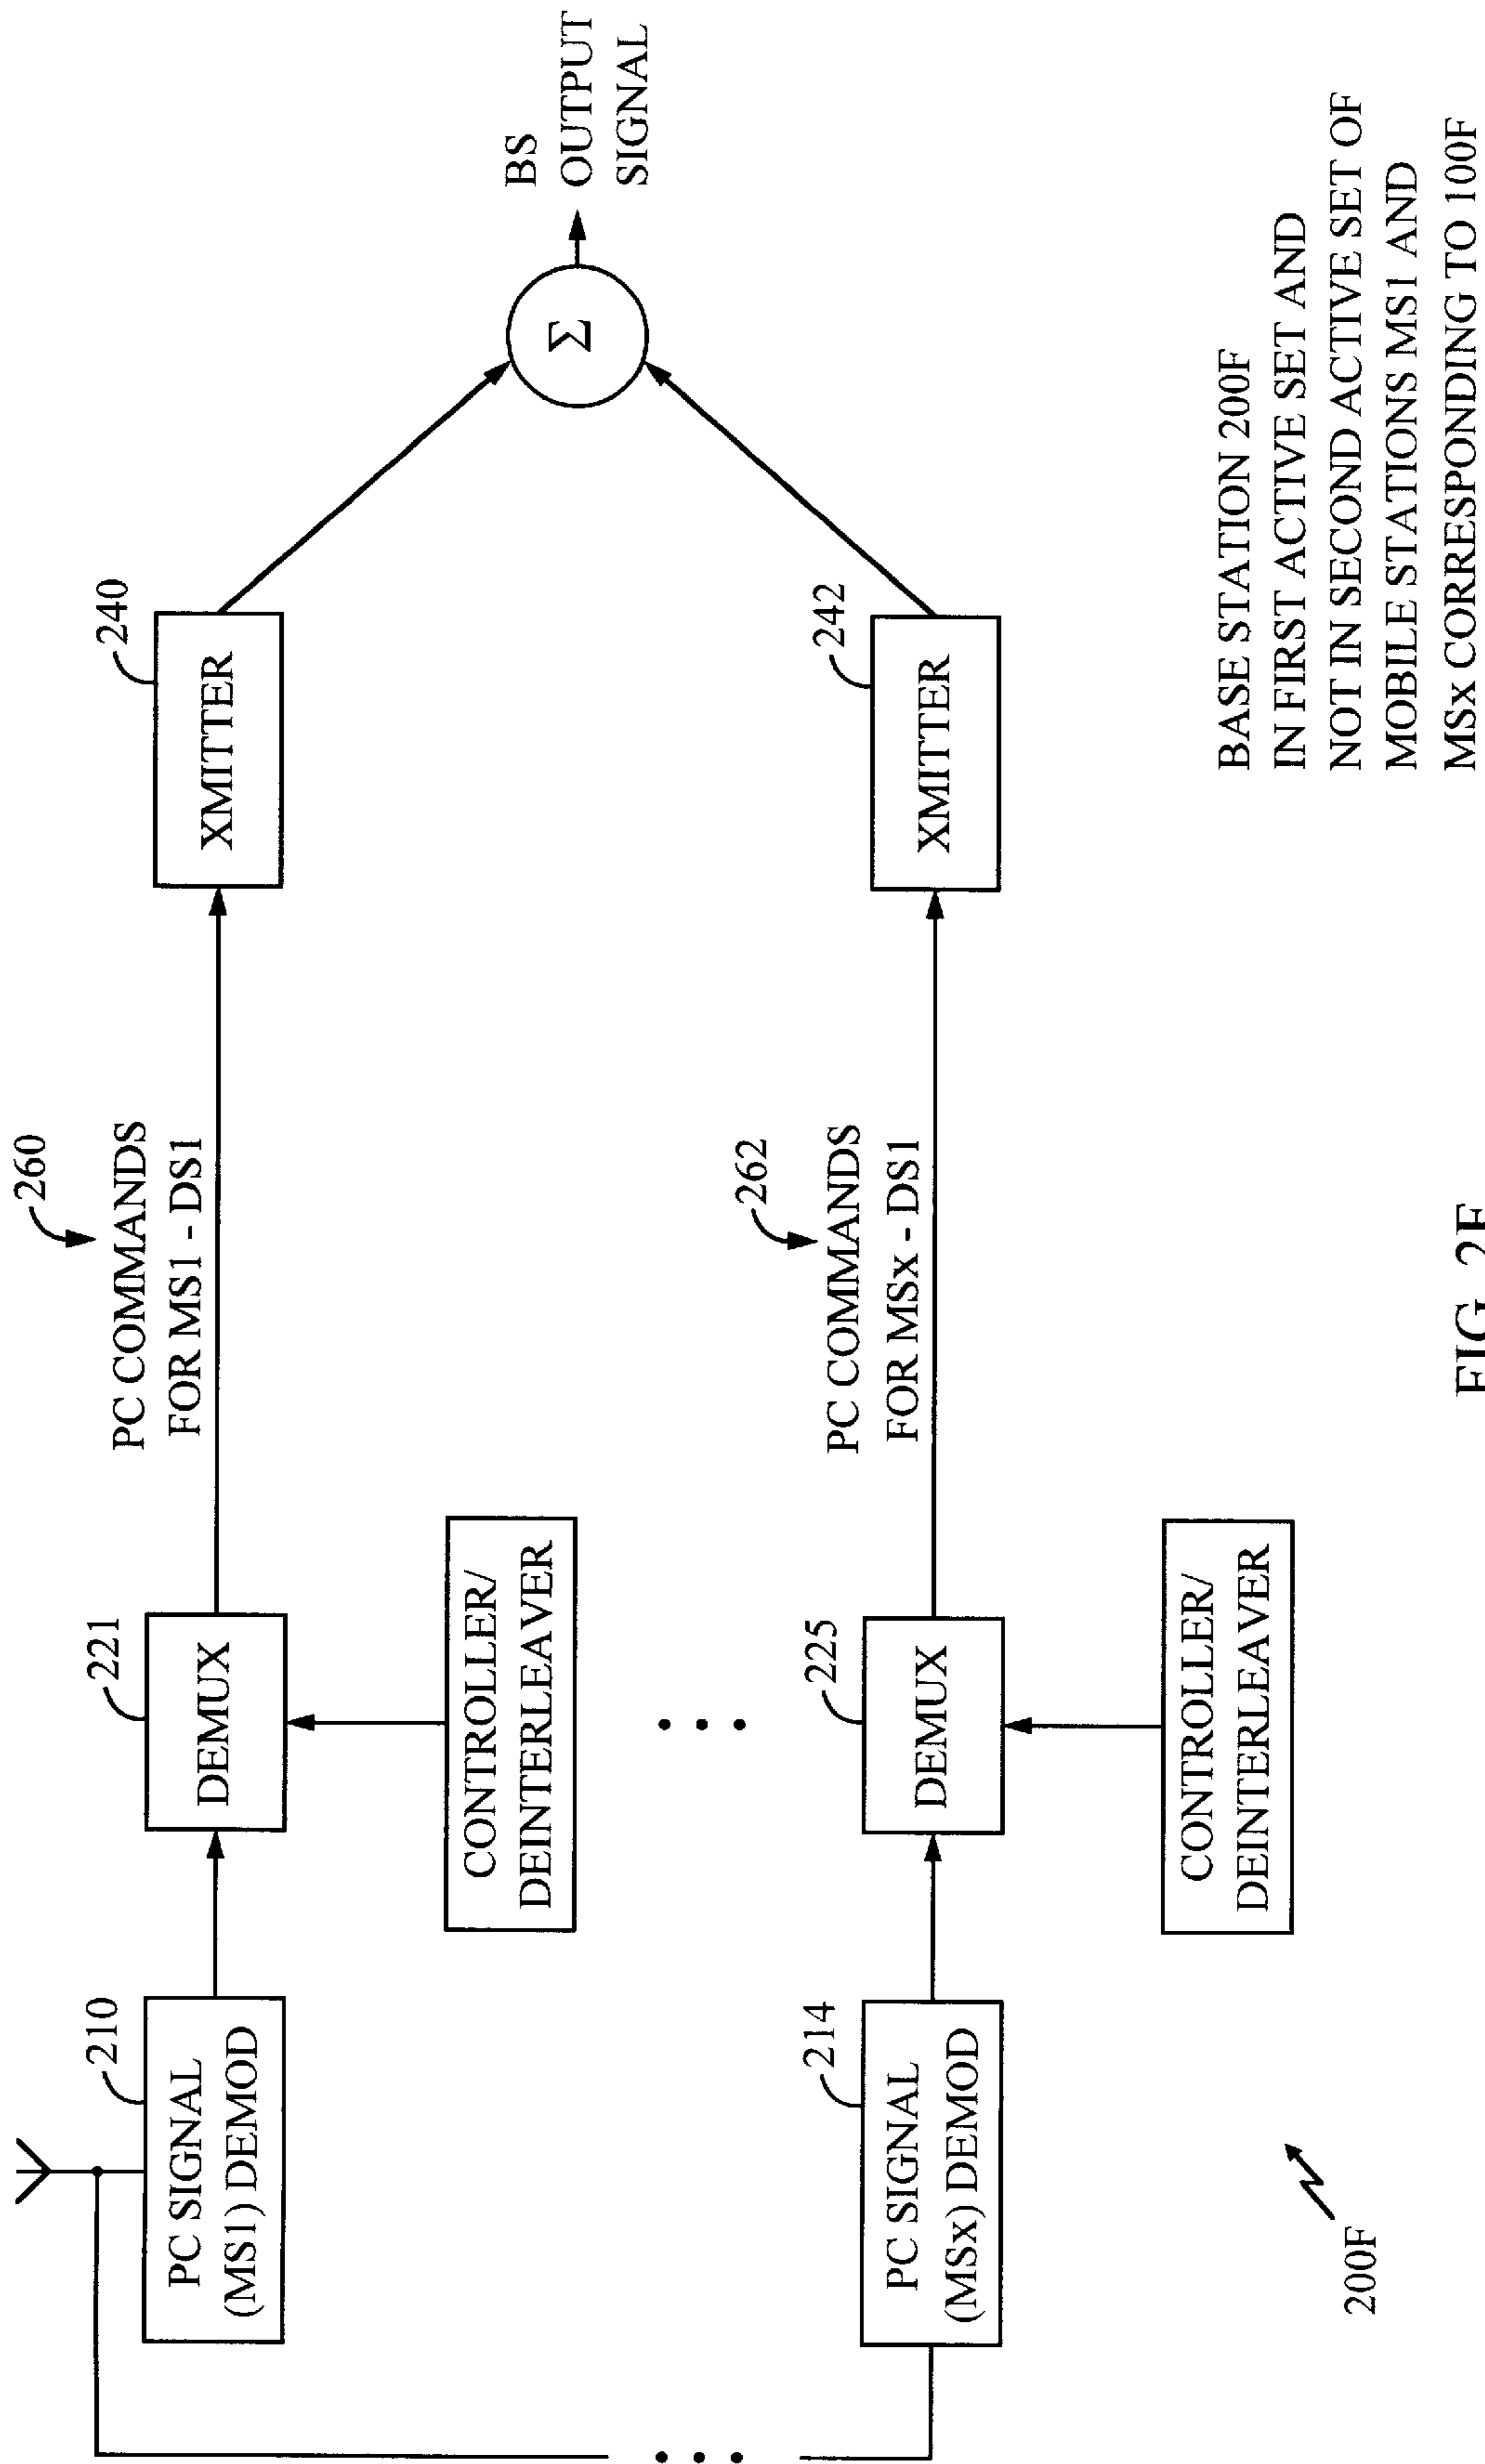 210
PC SIGNAL
(MS1) DEMOD
221
DEMUX
CONTROLLER/
DEINTERLEAVER
260
PC COMMANDS
FOR MS1 - DS1
240
XMITTER
Σ
BS
OUTPUT
SIGNAL
214
PC SIGNAL
(MSx) DEMOD
225
DEMUX
CONTROLLER/
DEINTERLEAVER
262
PC COMMANDS
FOR MSx - DS1
242
XMITTER
200F
BASE STATION 200F
IN FIRST ACTIVE SET AND
NOT IN SECOND ACTIVE SET OF
MOBILE STATIONS MS1 AND
MSx CORRESPONDING TO 100F